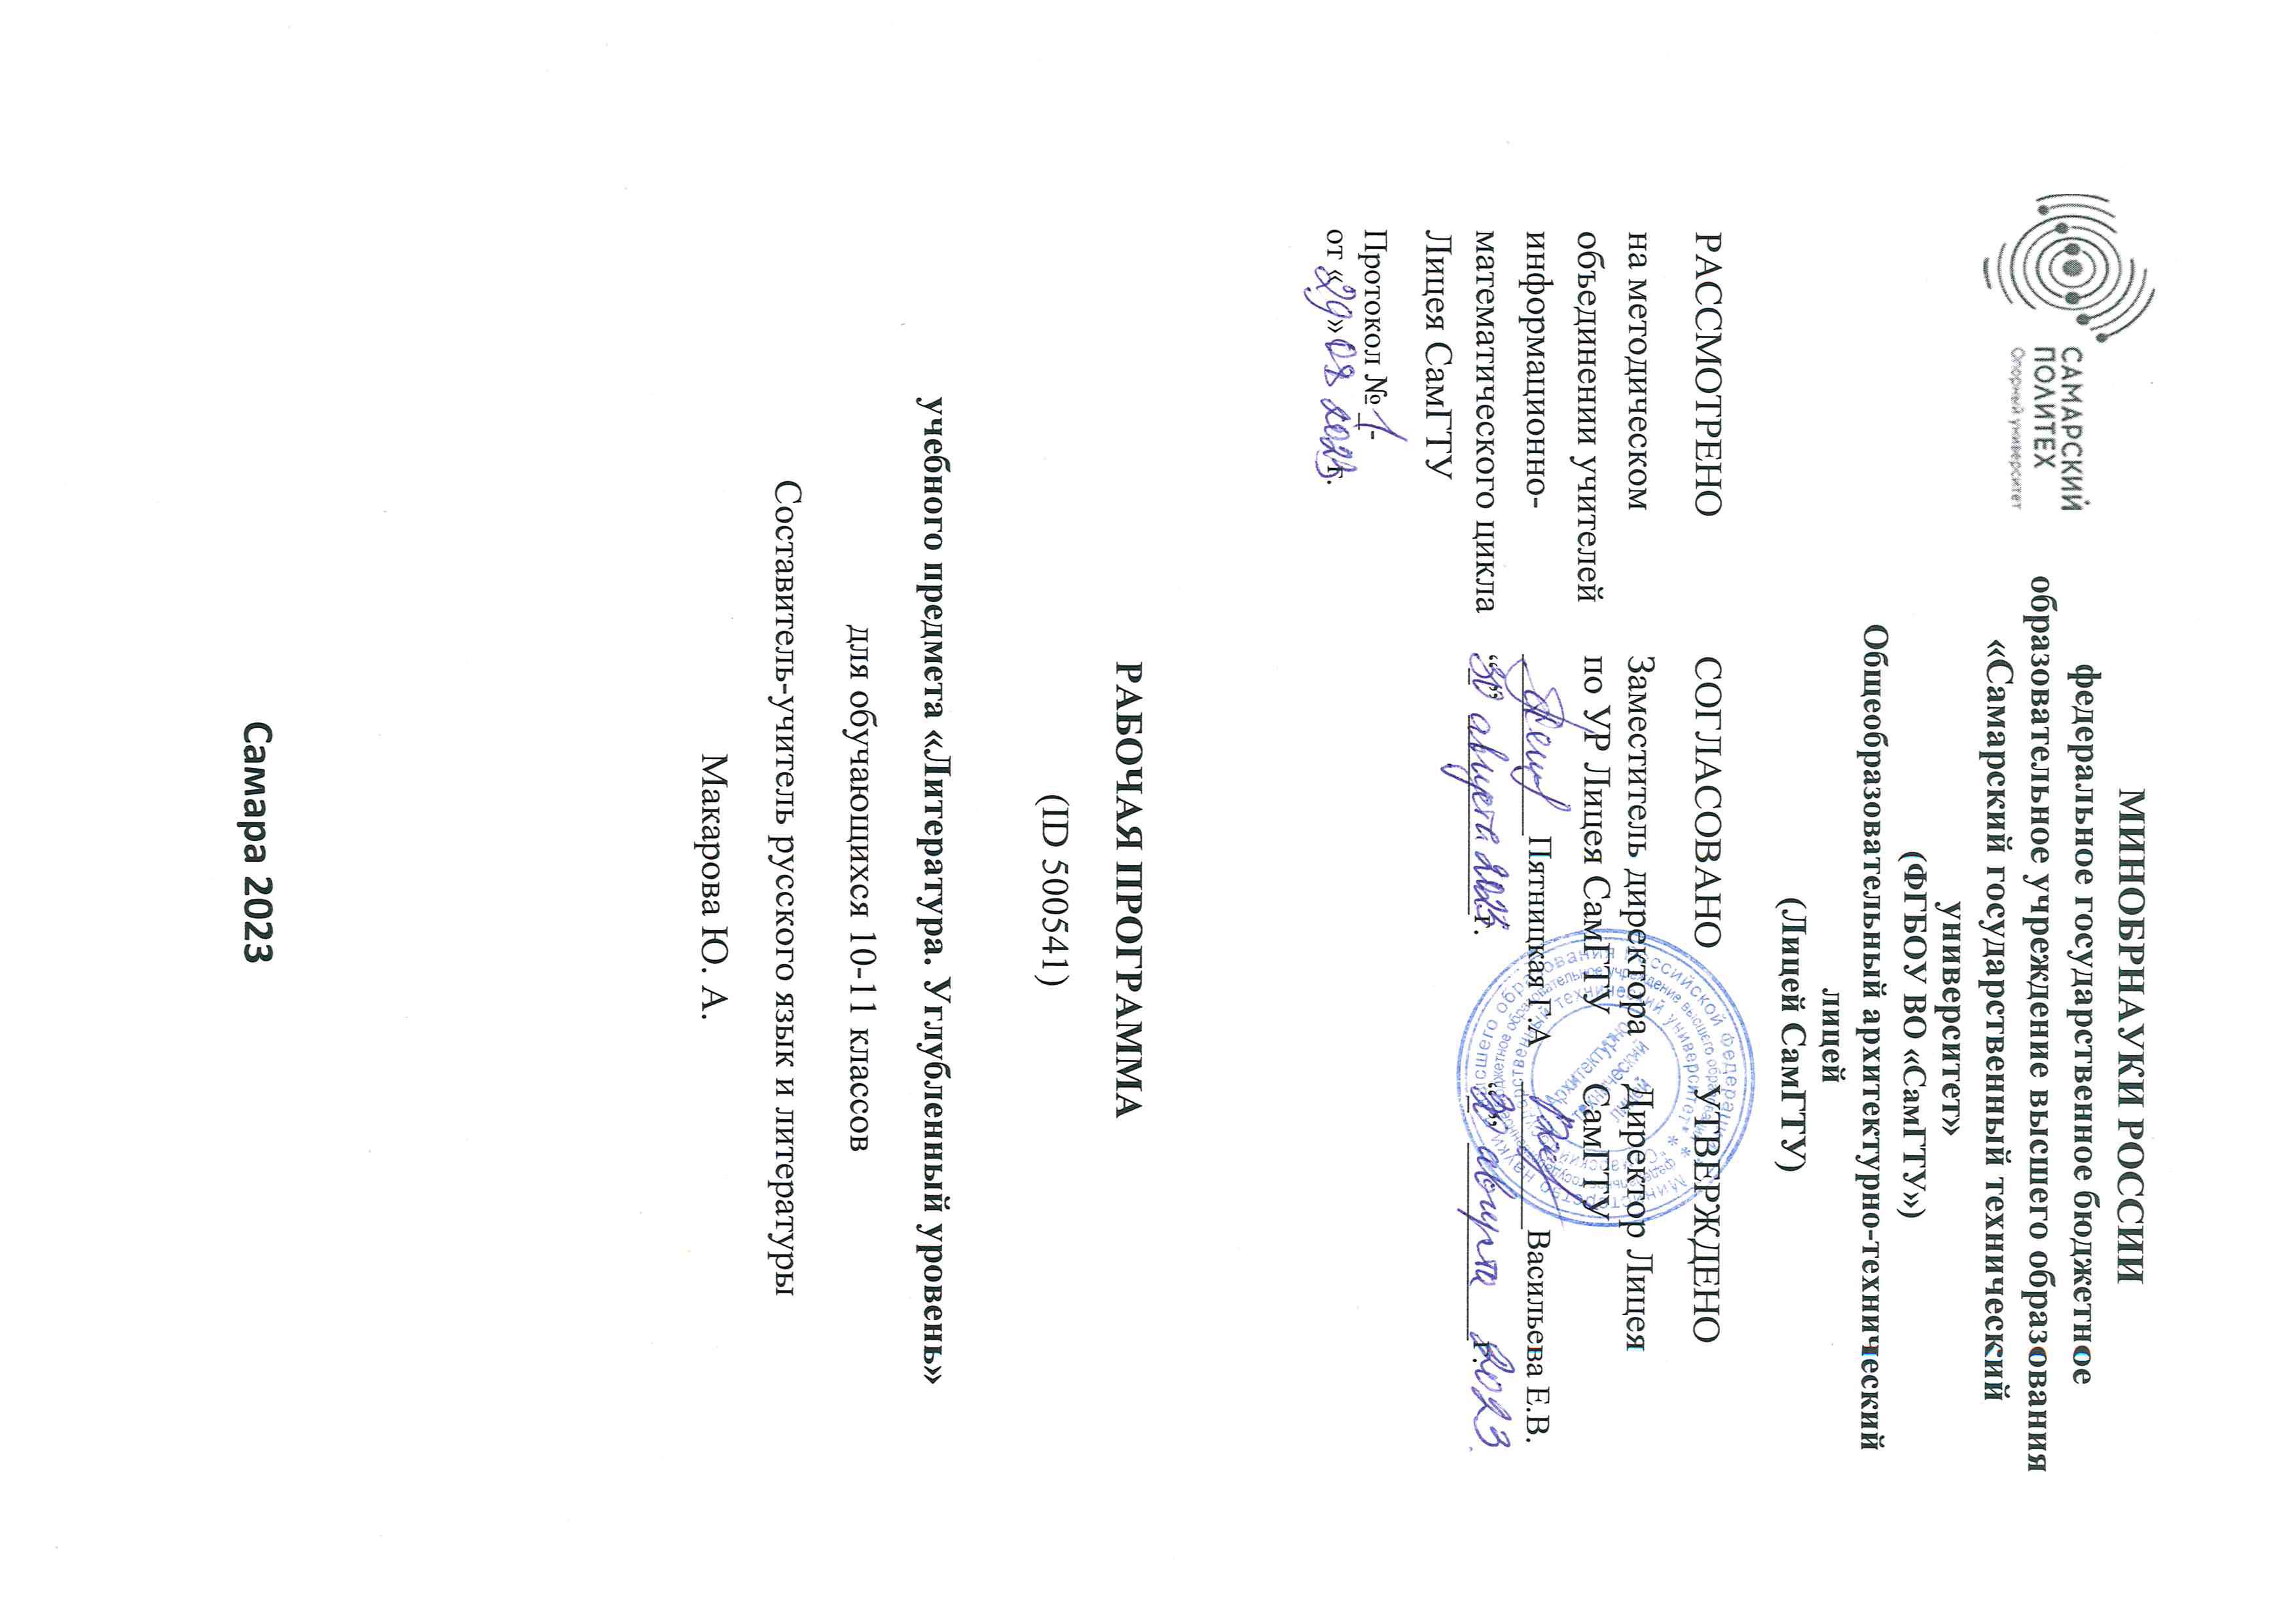 САМАРСКИЙ
ПОЛИТЕХ
Опорный университет
МИНОБРНАУКИ РОССИИ
федеральное государственное бюджетное
образовательное учреждение высшего образования
«Самарский государственный технический
университет»
(ФГБОУ ВО «СамГТУ»)
Общеобразовательный архитектурно-технический
лицей
(Лицей СамГТУ)
РАССМОТРЕНО
на методическом
объединении учителей
информационно-
математического цикла
Лицея СамГТУ
Протокол № 1-
от «29» 08 2023 г.
СОГЛАСОВАНО
Заместитель директора
по УР Лицея СамГТУ
Пятницкая Г.А
“30” августа 2023 г.
УТВЕРЖДЕНО
Директор Лицея
СамГТУ
Васильева Е.В.
“30” августа 2023 г.
РАБОЧАЯ ПРОГРАММА
(ID 500541)
учебного предмета «Литература. Углубленный уровень»
для обучающихся 10-11 классов
Составитель-учитель русского язык и литературы
Макарова Ю. А.
Самара 2023